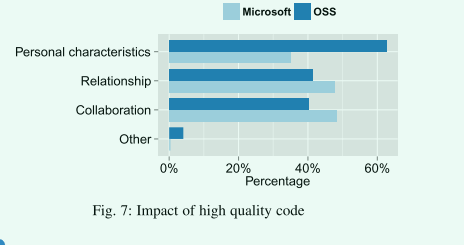 Microsoft OSS
Personal characteristics
Relationship
Collaboration
Other
0% 20% 40% 60%
Percentage
Fig. 7: Impact of high quality code